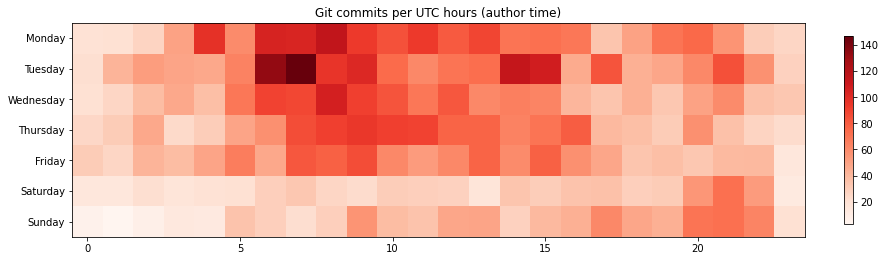 Git commits per UTC hours (author time)
Monday
Tuesday
Wednesday
Thursday
Friday
Saturday
Sunday
0 5 10 15 20
140
120
100
80
60
40
20